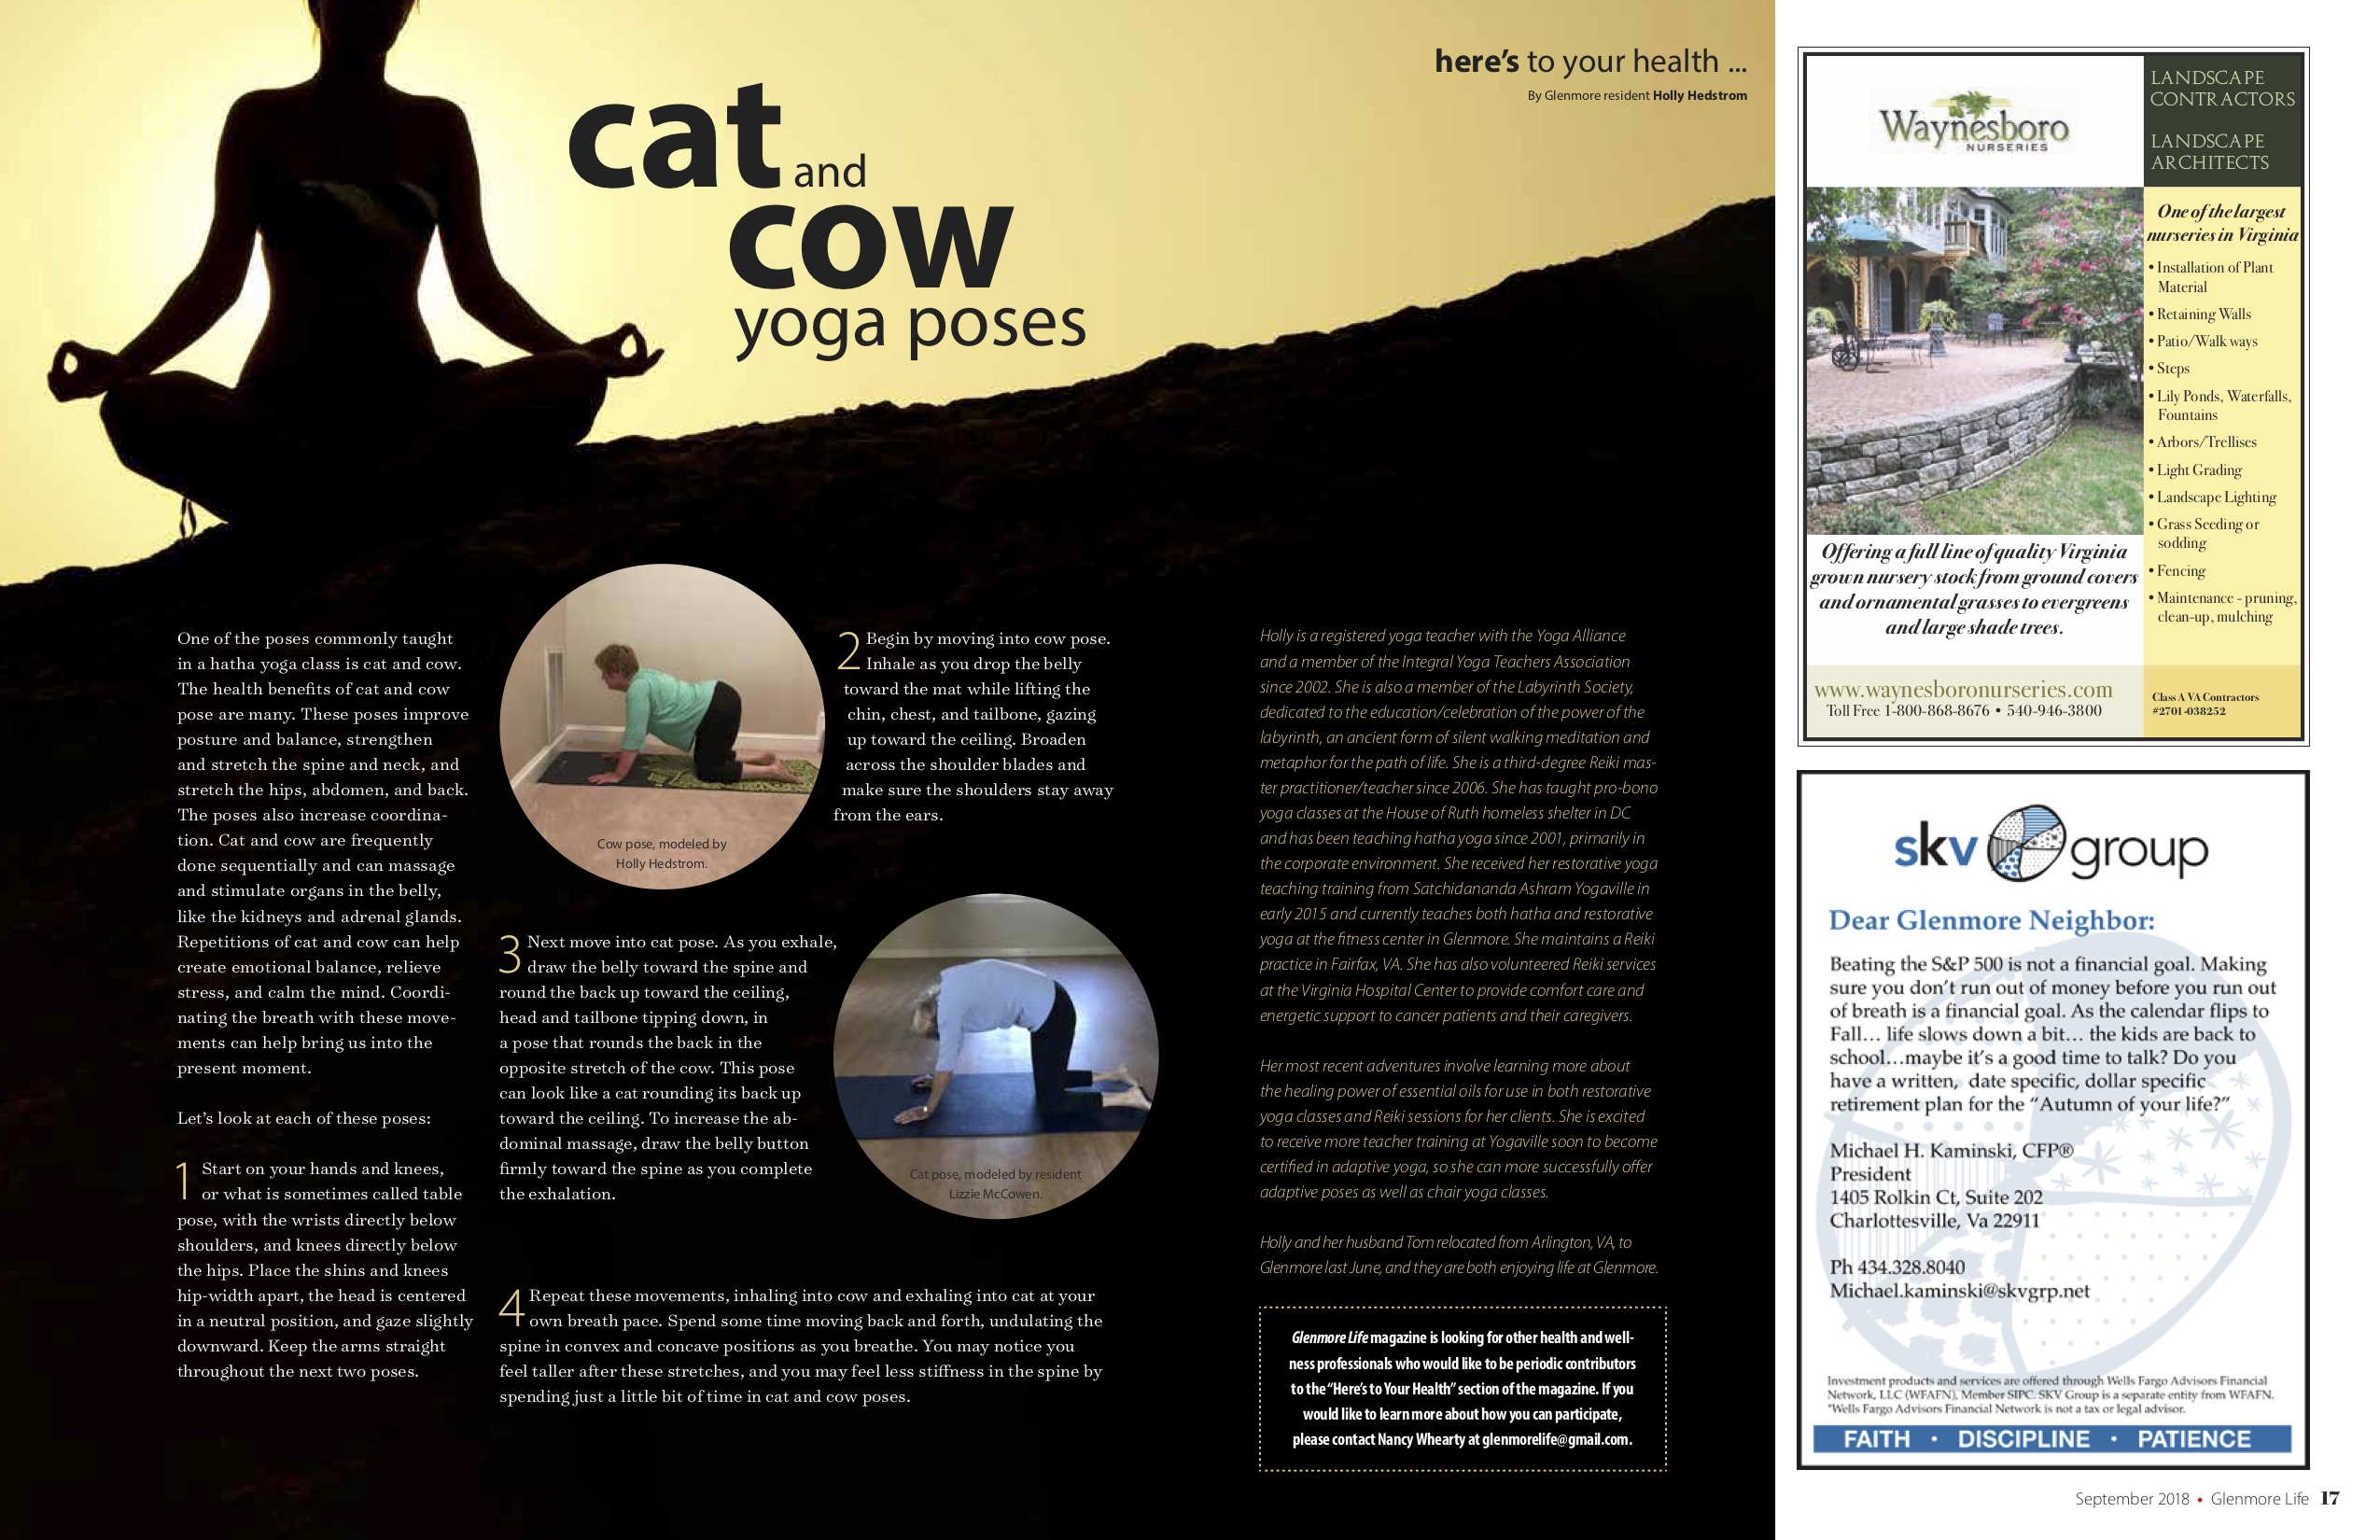 here's to your health ...
By Glenmore resident Holly Hedstrom
cat and
cow
yoga poses
One of the poses commonly taught
in a hatha yoga class is cat and cow.
The health benefits of cat and cow
pose are many. These poses improve
posture and balance, strengthen
and stretch the spine and neck, and
stretch the hips, abdomen, and back.
The poses also increase coordina-
tion. Cat and cow are frequently
done sequentially and can massage
and stimulate organs in the belly,
like the kidneys and adrenal glands.
Repetitions of cat and cow can help
create emotional balance, relieve
stress, and calm the mind. Coordi-
nating the breath with these move-
ments can help bring us into the
present moment.
Let's look at each of these poses:
1 Start on your hands and knees,
or what is sometimes called table
pose, with the wrists directly below
shoulders, and knees directly below
the hips. Place the shins and knees
hip-width apart, the head is centered
in a neutral position, and gaze slightly
downward. Keep the arms straight
throughout the next two poses.
Cow pose, modeled by
Holly Hedstrom.
2 Begin by moving into cow pose.
Inhale as you drop the belly
toward the mat while lifting the
chin, chest, and tailbone, gazing
up toward the ceiling. Broaden
across the shoulder blades and
make sure the shoulders stay away
from the ears.
3 Next move into cat pose. As you exhale,
draw the belly toward the spine and
round the back up toward the ceiling,
head and tailbone tipping down, in
a pose that rounds the back in the
opposite stretch of the cow. This pose
can look like a cat rounding its back up
toward the ceiling. To increase the ab-
dominal massage, draw the belly button
firmly toward the spine as you complete
the exhalation.
Cat pose, modeled by resident
Lizzie McCowen.
4 Repeat these movements, inhaling into cow and exhaling into cat at your
own breath pace. Spend some time moving back and forth, undulating the
spine in convex and concave positions as you breathe. You may notice you
feel taller after these stretches, and you may feel less stiffness in the spine by
spending just a little bit of time in cat and cow poses.
Holly is a registered yoga teacher with the Yoga Alliance
and a member of the Integral Yoga Teachers Association
since 2002. She is also a member of the Labyrinth Society,
dedicated to the education/celebration of the power of the
labyrinth, an ancient form of silent walking meditation and
metaphor for the path of life. She is a third-degree Reiki mas-
ter practitioner/teacher since 2006. She has taught pro-bono
yoga classes at the House of Ruth homeless shelter in DC
and has been teaching hatha yoga since 2001, primarily in
the corporate environment. She received her restorative yoga
teaching training from Satchidananda Ashram Yogaville in
early 2015 and currently teaches both hatha and restorative
yoga at the fitness center in Glenmore. She maintains a Reiki
practice in Fairfax, VA. She has also volunteered Reiki services
at the Virginia Hospital Center to provide comfort care and
energetic support to cancer patients and their caregivers.
Her most recent adventures involve learning more about
the healing power of essential oils for use in both restorative
yoga classes and Reiki sessions for her clients. She is excited
to receive more teacher training at Yogaville soon to become
certified in adaptive yoga, so she can more successfully offer
adaptive poses as well as chair yoga classes.
Holly and her husband Tom relocated from Arlington, VA, to
Glenmore last June, and they are both enjoying life at Glenmore.
Glenmore Life magazine is looking for other health and well-
ness professionals who would like to be periodic contributors
to the "Here's to Your Health" section of the magazine. If you
would like to learn more about how you can participate,
please contact Nancy Whearty at glenmorelife@gmail.com.
Waynesboro
NURSERIES
LANDSCAPE
CONTRACTORS
LANDSCAPE
ARCHITECTS
One of the largest
nurseries in Virginia
• Installation of Plant
Material
• Retaining Walls
• Patio/Walk ways
• Steps
• Lily Ponds, Waterfalls,
Fountains
• Arbors/Trellises
• Light Grading
• Landscape Lighting
• Grass Seeding or
sodding
• Fencing
• Maintenance - pruning,
clean-up, mulching
Offering a full line of quality Virginia
grown nursery stock from ground covers
and ornamental grasses to evergreens
and large shade trees.
www.waynesboronurseries.com
Toll Free 1-800-868-8676 • 540-946-3800
Class A VA Contractors
#2701-038252
skv group
Dear Glenmore Neighbor:
Beating the S&P 500 is not a financial goal. Making
sure you don't run out of money before you run out
of breath is a financial goal. As the calendar flips to
Fall… life slows down a bit… the kids are back to
school…maybe it's a good time to talk? Do you
have a written, date specific, dollar specific
retirement plan for the "Autumn of your life?"
Michael H. Kaminski, CFP®
President
1405 Rolkin Ct, Suite 202
Charlottesville, Va 22911
Ph 434.328.8040
Michael.kaminski@skvgrp.net
Investment products and services are offered through Wells Fargo Advisors Financial
Network, LLC (WFAFN), Member SIPC. SKV Group is a separate entity from WFAFN.
*Wells Fargo Advisors Financial Network is not a tax or legal advisor.
FAITH · DISCIPLINE · PATIENCE
September 2018 • Glenmore Life 17